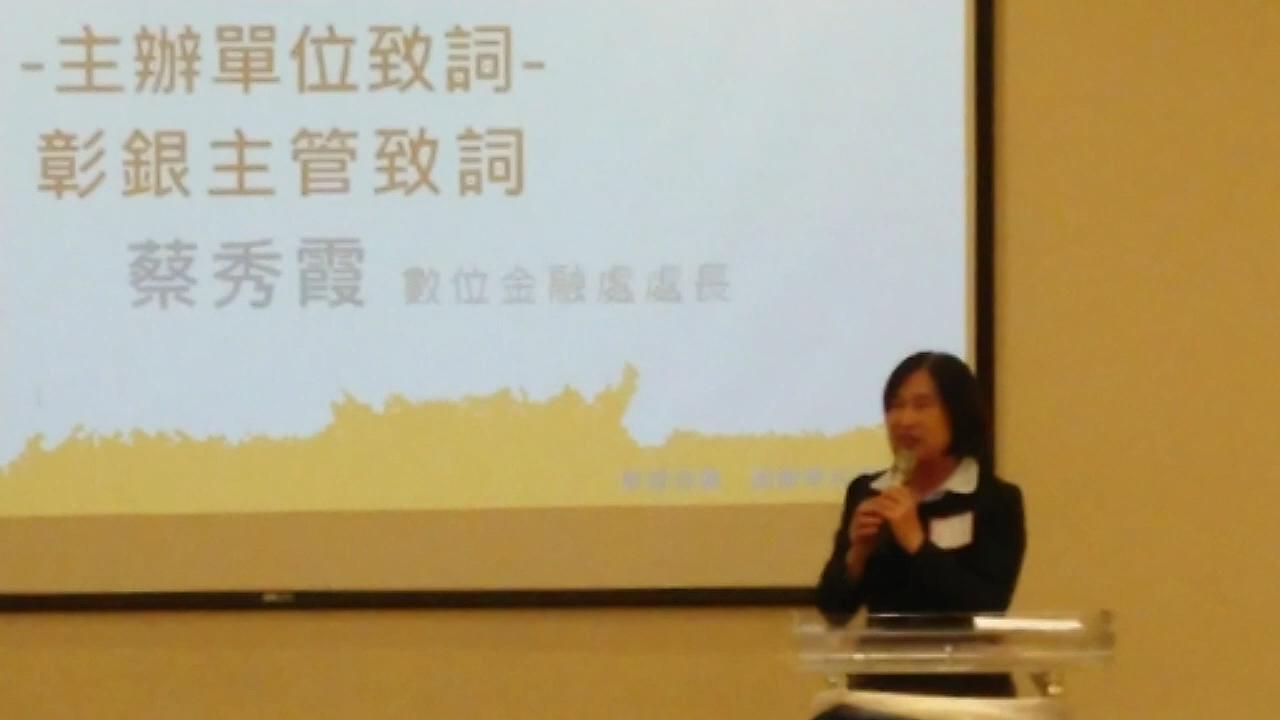 -主辦單位致詞-
彰銀主管致詞
蔡秀霞 數位金融處處長